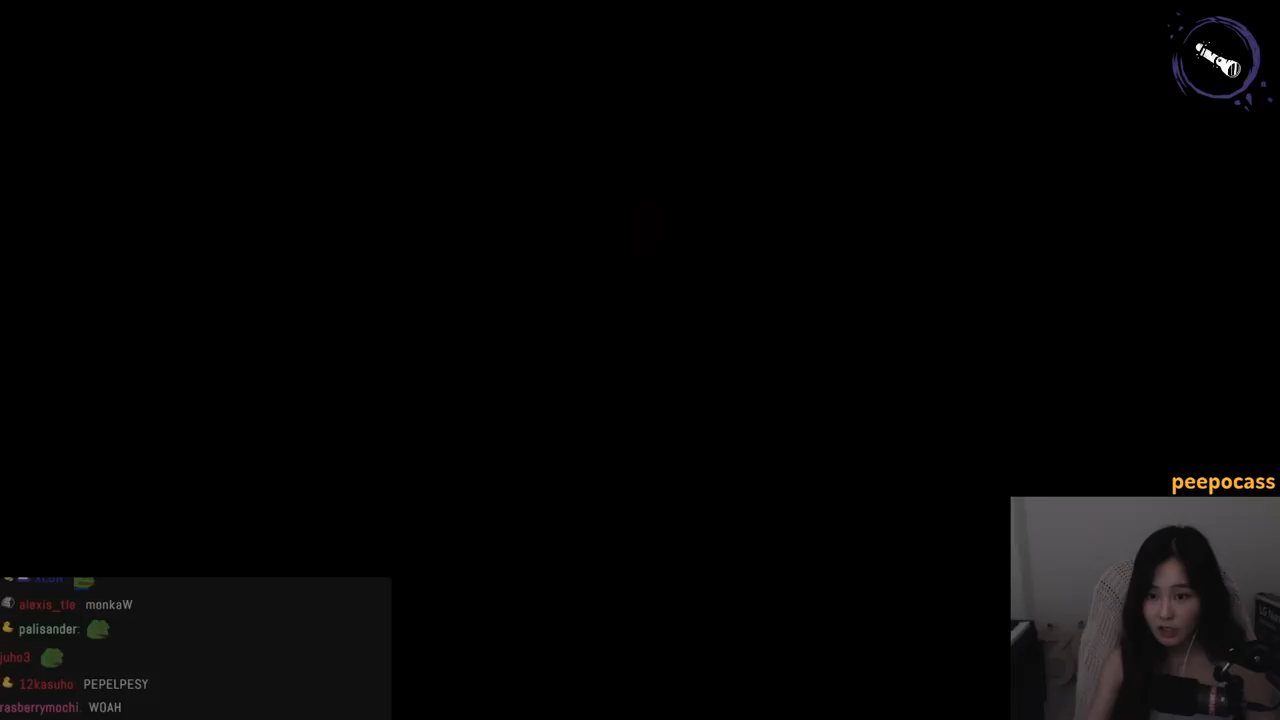 peepocass
alexis_tle monkaW
palisander:
juho3
12kasuho: PEPELPESY
rasberrymochi: WOAH